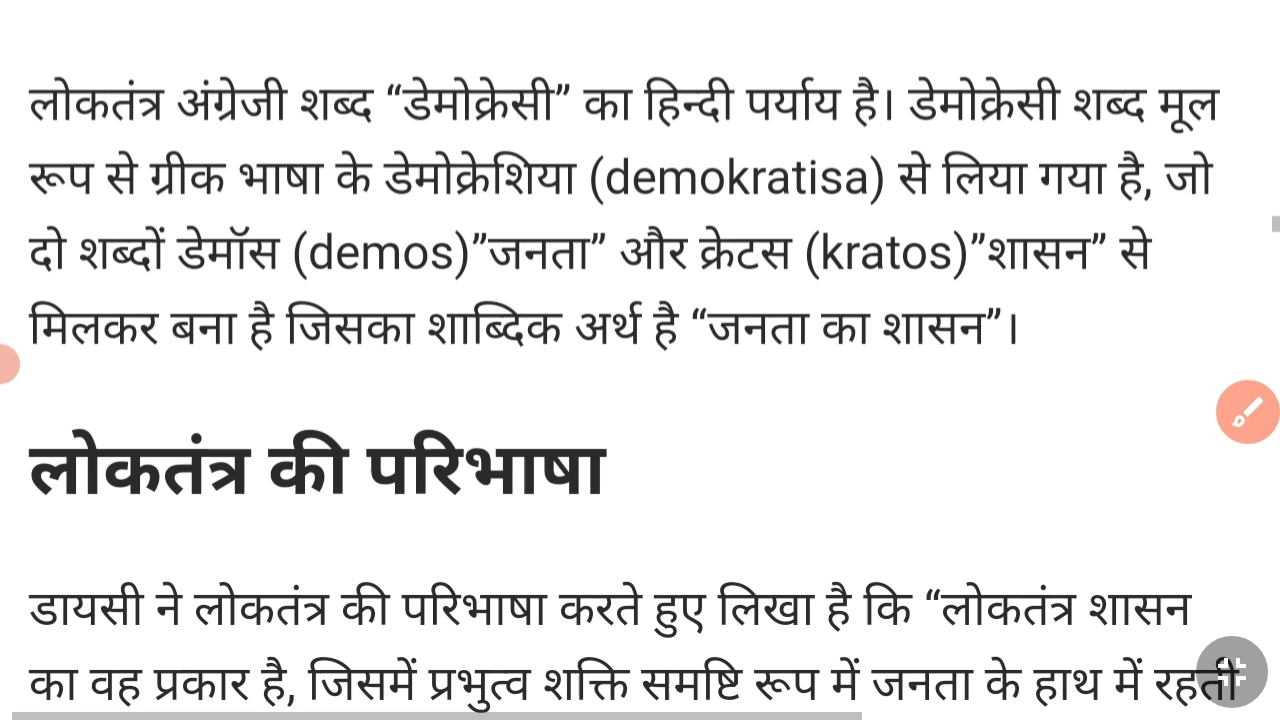 लोकतंत्र अंग्रेजी शब्द “डेमोक्रेसी” का हिन्दी पर्याय है। डेमोक्रेसी शब्द मूल
रूप से ग्रीक भाषा के डेमोक्रेशिया (demokratisa) से लिया गया है, जो
दो शब्दों डेमॉस (demos)”जनता” और क्रेटस (kratos)”शासन” से
मिलकर बना है जिसका शाब्दिक अर्थ है “जनता का शासन”।
लोकतंत्र की परिभाषा
डायसी ने लोकतंत्र की परिभाषा करते हुए लिखा है कि “लोकतंत्र शासन
का वह प्रकार है, जिसमें प्रभुत्व शक्ति समष्टि रूप में जनता के हाथ में रहती